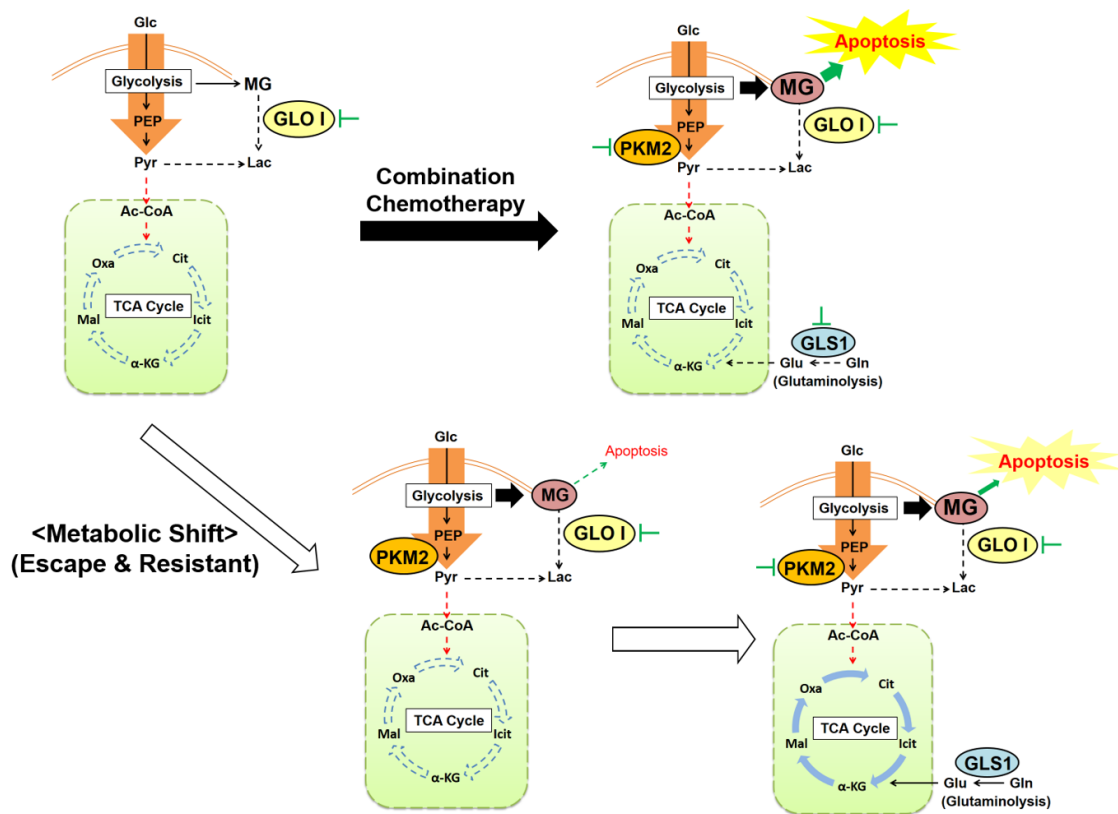 Glc
Glycolysis
MG
PEP
GLO I
Pyr
Lac
Ac-CoA
Oxa
Cit
TCA Cycle
Mal
Icit
α-KG
Combination
Chemotherapy
Glc
Apoptosis
Glycolysis
MG
PEP
GLO I
PKM2
Pyr
Lac
Ac-CoA
Oxa
Cit
TCA Cycle
Mal
Icit
GLS1
α-KG
Glu
Gln
(Glutaminolysis)
<Metabolic Shift>
(Escape & Resistant)
Glc
Apoptosis
Glycolysis
MG
PEP
GLO I
PKM2
Pyr
Lac
Ac-CoA
Oxa
Cit
TCA Cycle
Mal
Icit
α-KG
Glc
Apoptosis
Glycolysis
MG
PEP
GLO I
PKM2
Pyr
Lac
Ac-CoA
Oxa
Cit
TCA Cycle
Mal
Icit
GLS1
α-KG
Glu
Gln
(Glutaminolysis)